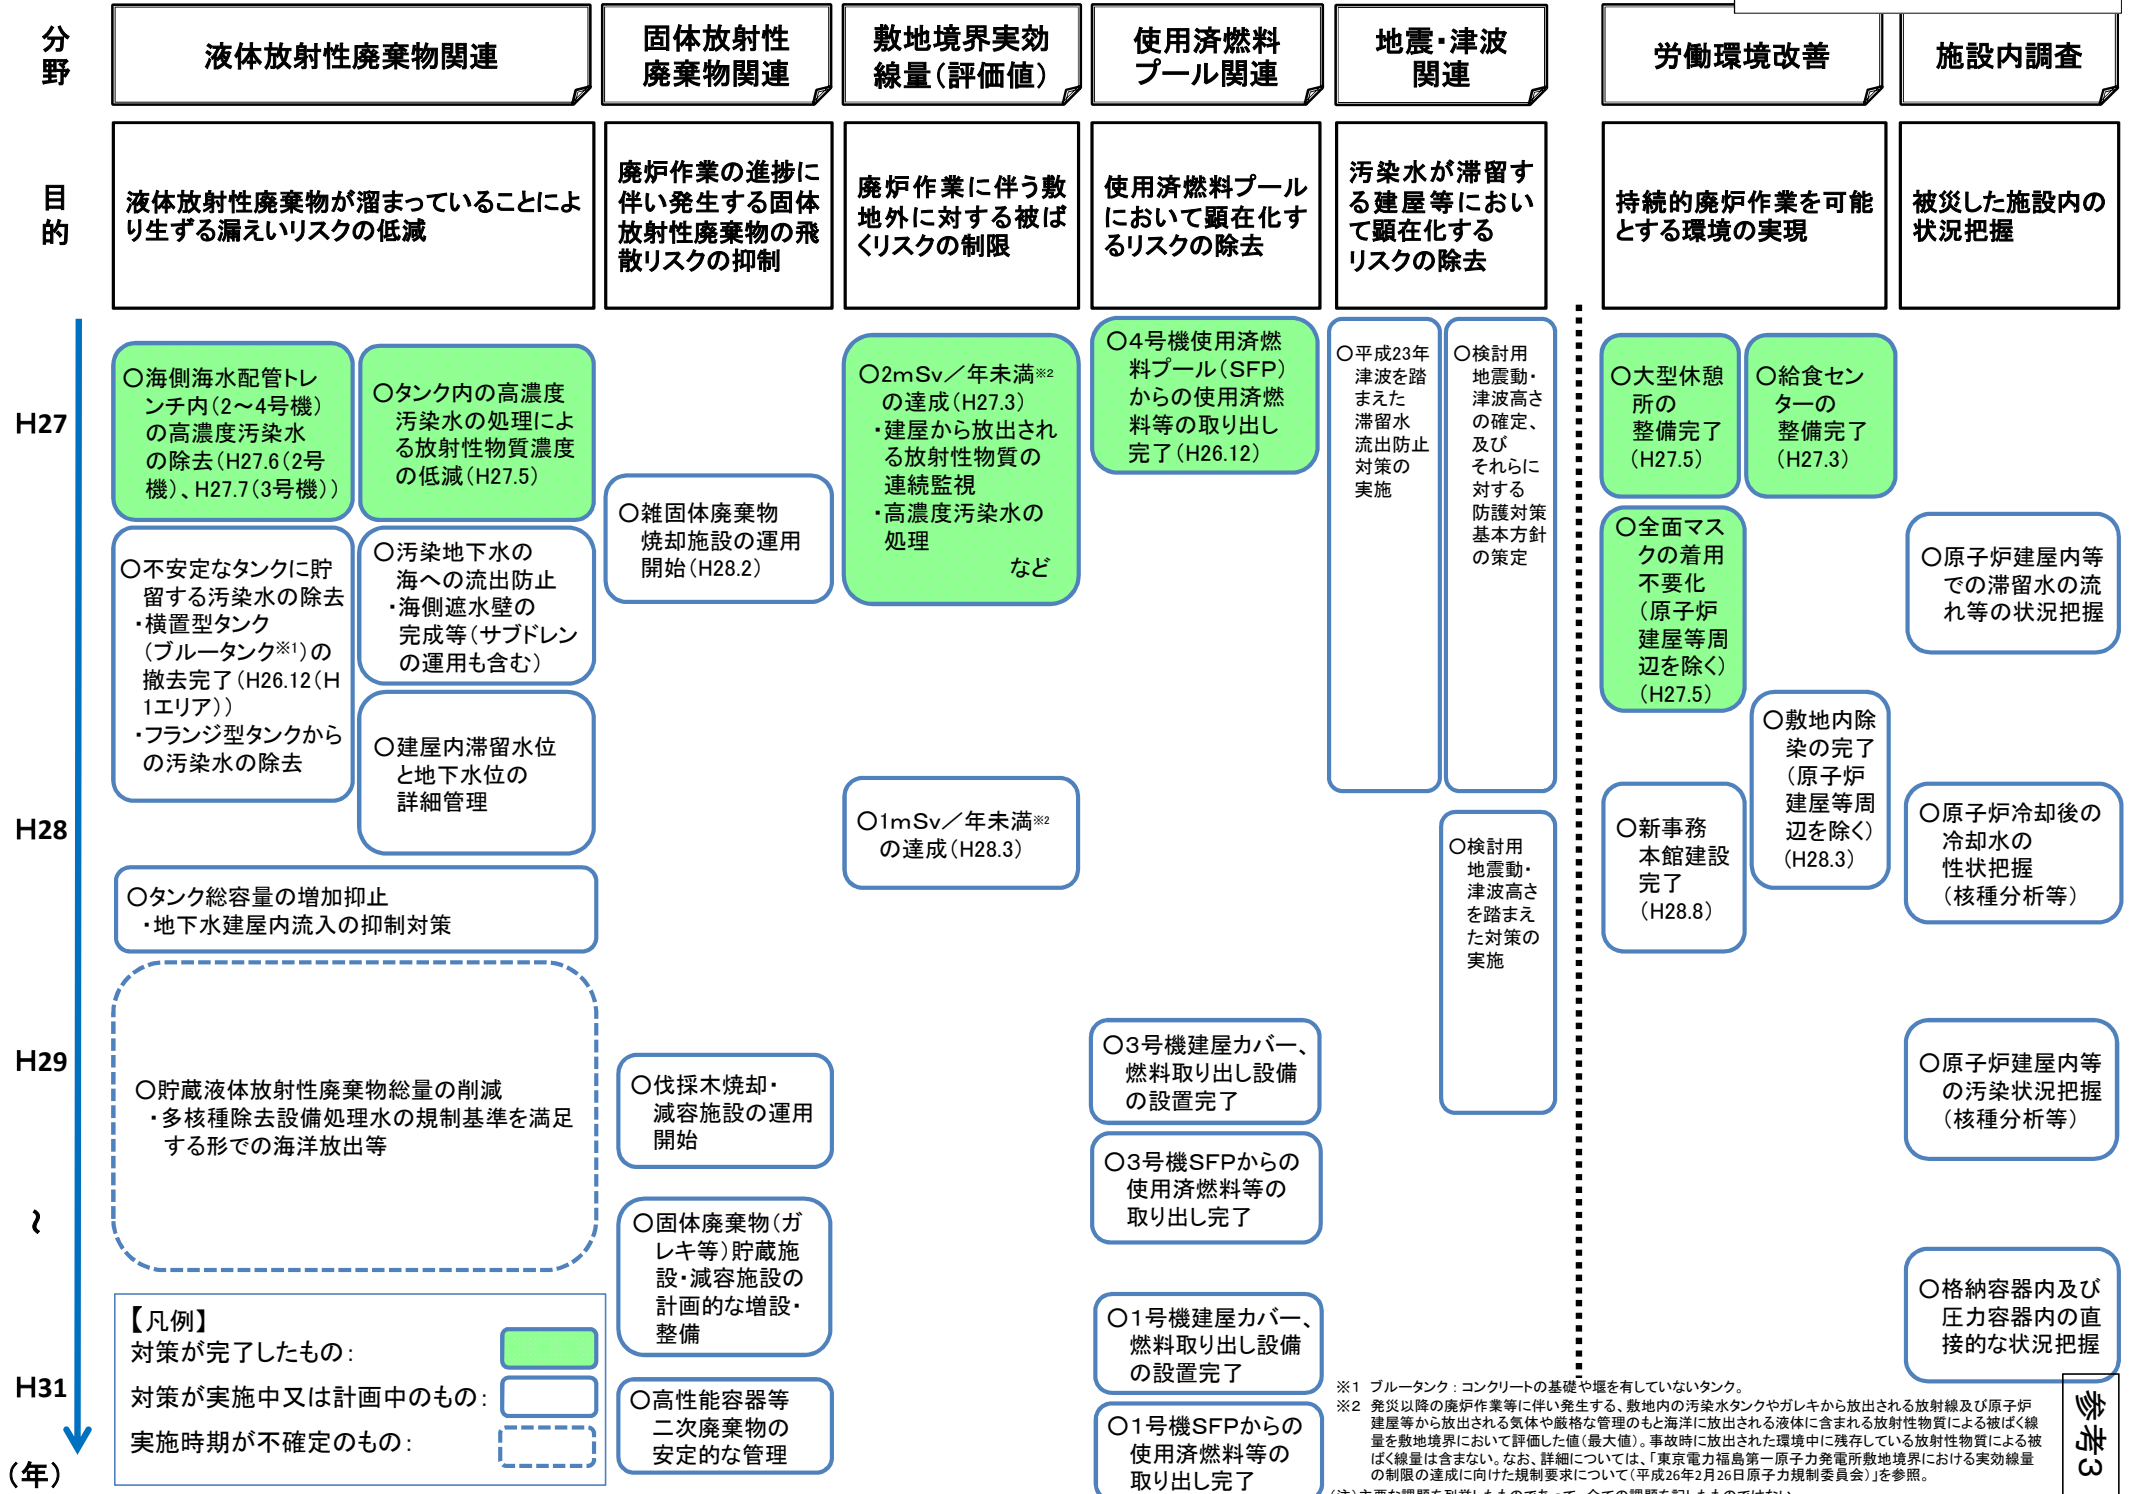 分野
液体放射性廃棄物関連
固体放射性
廃棄物関連
敷地境界実効
線量(評価値)
使用済燃料
プール関連
地震・津波
関連
労働環境改善
施設内調査
目的
液体放射性廃棄物が溜まっていることによ
り生ずる漏えいリスクの低減
廃炉作業の進捗に
伴い発生する固体
放射性廃棄物の飛
散リスクの抑制
廃炉作業に伴う敷
地外に対する被ば
くリスクの制限
使用済燃料プール
において顕在化す
るリスクの除去
汚染水が滞留す
る建屋等におい
て顕在化する
リスクの除去
持続的廃炉作業を可能
とする環境の実現
被災した施設内の
状況把握
H27
H28
H29
~
H31
(年)
○海側海水配管トレ
ンチ内(2~4号機)
の高濃度汚染水
の除去(H27.6(2号
機)、H27.7(3号機))
○タンク内の高濃度
汚染水の処理によ
る放射性物質濃度
の低減(H27.5)
○不安定なタンクに貯
留する汚染水の除去
・横置型タンク
(ブルータンク※1)の
撤去完了(H26.12(H
1エリア))
・フランジ型タンクから
の汚染水の除去
○汚染地下水の
海への流出防止
・海側遮水壁の
完成等(サブドレン
の運用も含む)
○建屋内滞留水位
と地下水位の
詳細管理
○タンク総容量の増加抑止
・地下水建屋内流入の抑制対策
○貯蔵液体放射性廃棄物総量の削減
・多核種除去設備処理水の規制基準を満足
する形での海洋放出等
○雑固体廃棄物
焼却施設の運用
開始(H28.2)
○伐採木焼却・
減容施設の運用
開始
○固体廃棄物(ガ
レキ等)貯蔵施
設・減容施設の
計画的な増設・
整備
○高性能容器等
二次廃棄物の
安定的な管理
○2mSv/年未満※2
の達成(H27.3)
・建屋から放出され
る放射性物質の
連続監視
・高濃度汚染水の
処理
など
○1mSv/年未満※2
の達成(H28.3)
○4号機使用済燃
料プール(SFP)
からの使用済燃
料等の取り出し
完了(H26.12)
○3号機建屋カバー、
燃料取り出し設備
の設置完了
○3号機SFPからの
使用済燃料等の
取り出し完了
○1号機建屋カバー、
燃料取り出し設備
の設置完了
○1号機SFPからの
使用済燃料等の
取り出し完了
○平成23年
津波を踏
まえた
滞留水
流出防止
対策の
実施
○検討用
地震動・
津波高さ
の確定、
及び
それらに
対する
防護対策
基本方針
の策定
○検討用
地震動・
津波高さ
を踏まえ
た対策の
実施
○大型休憩
所の
整備完了
(H27.5)
○給食セン
ターの
整備完了
(H27.3)
○全面マス
クの着用
不要化
(原子炉
建屋等周
辺を除く)
(H27.5)
○敷地内除
染の完了
(原子炉
建屋等周
辺を除く)
(H28.3)
○新事務
本館建設
完了
(H28.8)
○原子炉建屋内等
での滞留水の流
れ等の状況把握
○原子炉冷却後の
冷却水の
性状把握
(核種分析等)
○原子炉建屋内等
の汚染状況把握
(核種分析等)
○格納容器内及び
圧力容器内の直
接的な状況把握
【凡例】
対策が完了したもの:
対策が実施中又は計画中のもの:
実施時期が不確定のもの:
※1 ブルータンク:コンクリートの基礎や堰を有していないタンク。
※2 発災以降の廃炉作業等に伴い発生する、敷地内の汚染水タンクやガレキから放出される放射線及び原子炉
建屋等から放出される気体や厳格な管理のもと海洋に放出される液体に含まれる放射性物質による被ばく線
量を敷地境界において評価した値(最大値)。事故時に放出された環境中に残存している放射性物質による被
ばく線量は含まない。なお、詳細については、「東京電力福島第一原子力発電所敷地境界における実効線量
の制限の達成に向けた規制要求について(平成26年2月26日原子力規制委員会)」を参照。
(注)主要な課題を列挙したものであって、全ての課題を記したものではない。
参考3